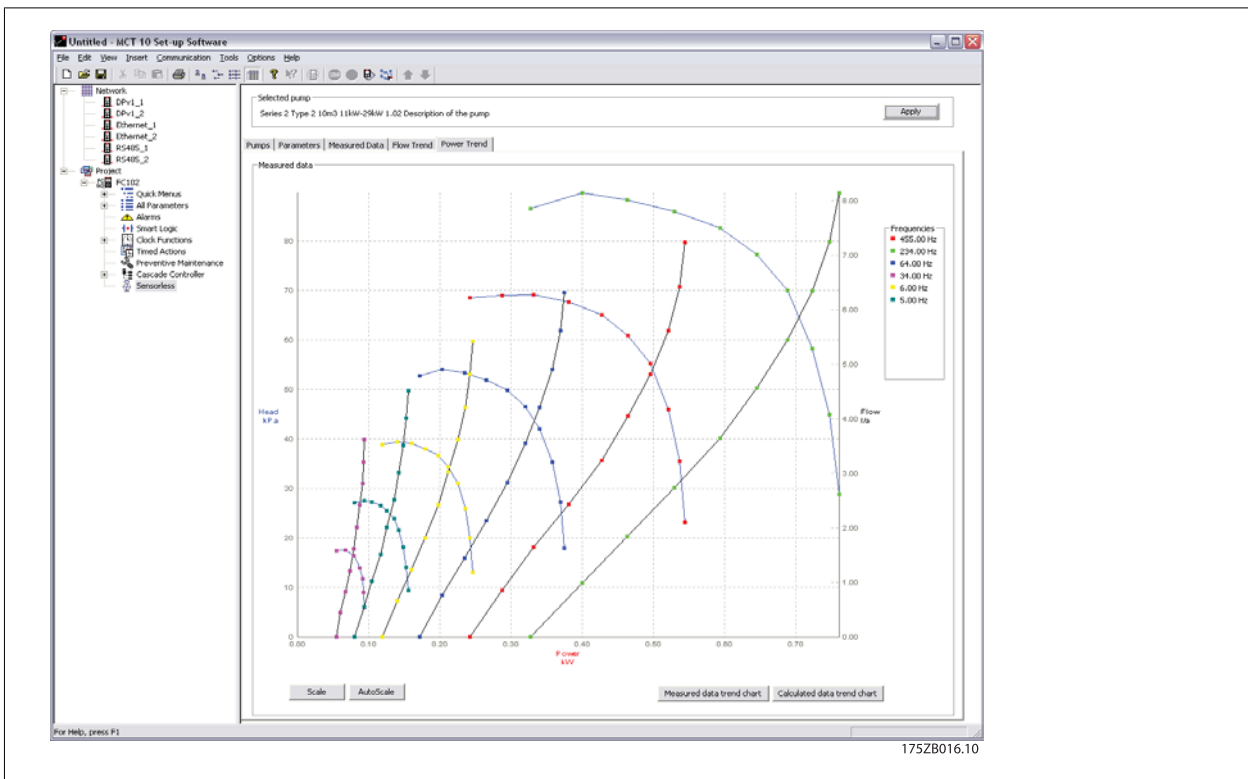 Untitled - MCT 10 Set-up Software
File Edit View Insert Communication Tools Options Help
Network
DPv1_1
DPv1_2
Ethernet_1
Ethernet_2
RS485_1
RS485_2
Project
FC102
Quick Menus
All Parameters
Alarms
Smart Logic
Clock Functions
Timed Actions
Preventive Maintenance
Cascade Controller
Sensorless
Selected pump
Series 2 Type 2 10m3 11kW-29kW 1.02 Description of the pump
Apply
Pumps Parameters Measured Data Flow Trend Power Trend
Measured data
Frequencies
455.00 Hz
234.00 Hz
64.00 Hz
34.00 Hz
6.00 Hz
5.00 Hz
80
70
60
50
40
30
20
10
0
Head
kP.a
8.00
7.00
6.00
5.00
4.00
3.00
2.00
1.00
0.00
Flow
l/s
0.00 0.10 0.20 0.30 0.40 0.50 0.60 0.70
Power
kW
Scale AutoScale Measured data trend chart Calculated data trend chart
For Help, press F1
175ZB016.10